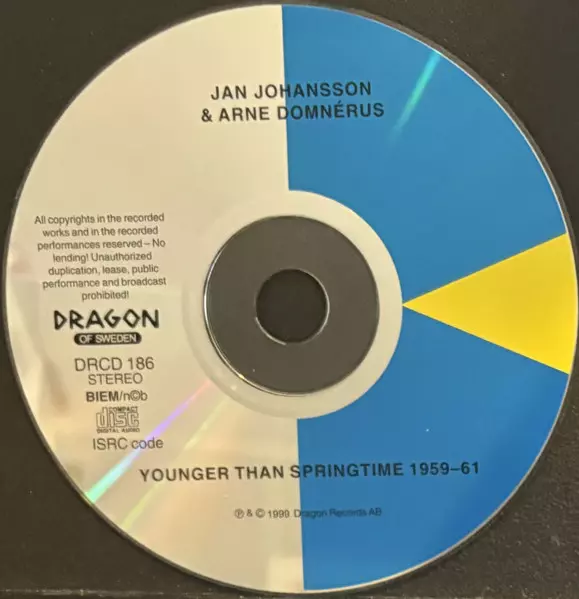 JAN JOHANSSON
& ARNE DOMNÉRUS
All copyrights in the recorded
works and in the recorded
performances reserved – No
lending! Unauthorized
duplication, lease, public
performance and broadcast
prohibited!
DRAGON
OF SWEDEN
DRCD 186
STEREO
BIEM/n©b
COMPACT
disc
DIGITAL AUDIO
ISRC code
YOUNGER THAN SPRINGTIME 1959–61
℗ & © 1999 Dragon Records AB